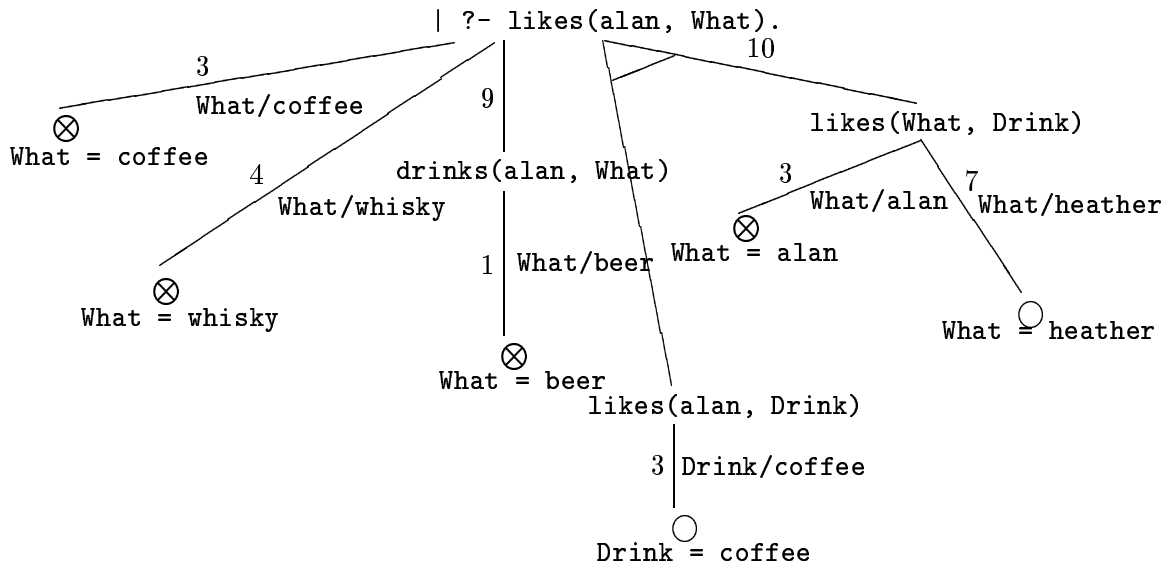 | ?- likes(alan, What).
3
10
What/coffee
9
likes(What, Drink)
What = coffee
4
drinks(alan, What)
3
7
What/whisky
What/alan
What/heather
1
What/beer
What = alan
What = whisky
What = heather
What = beer
likes(alan, Drink)
3
Drink/coffee
Drink = coffee